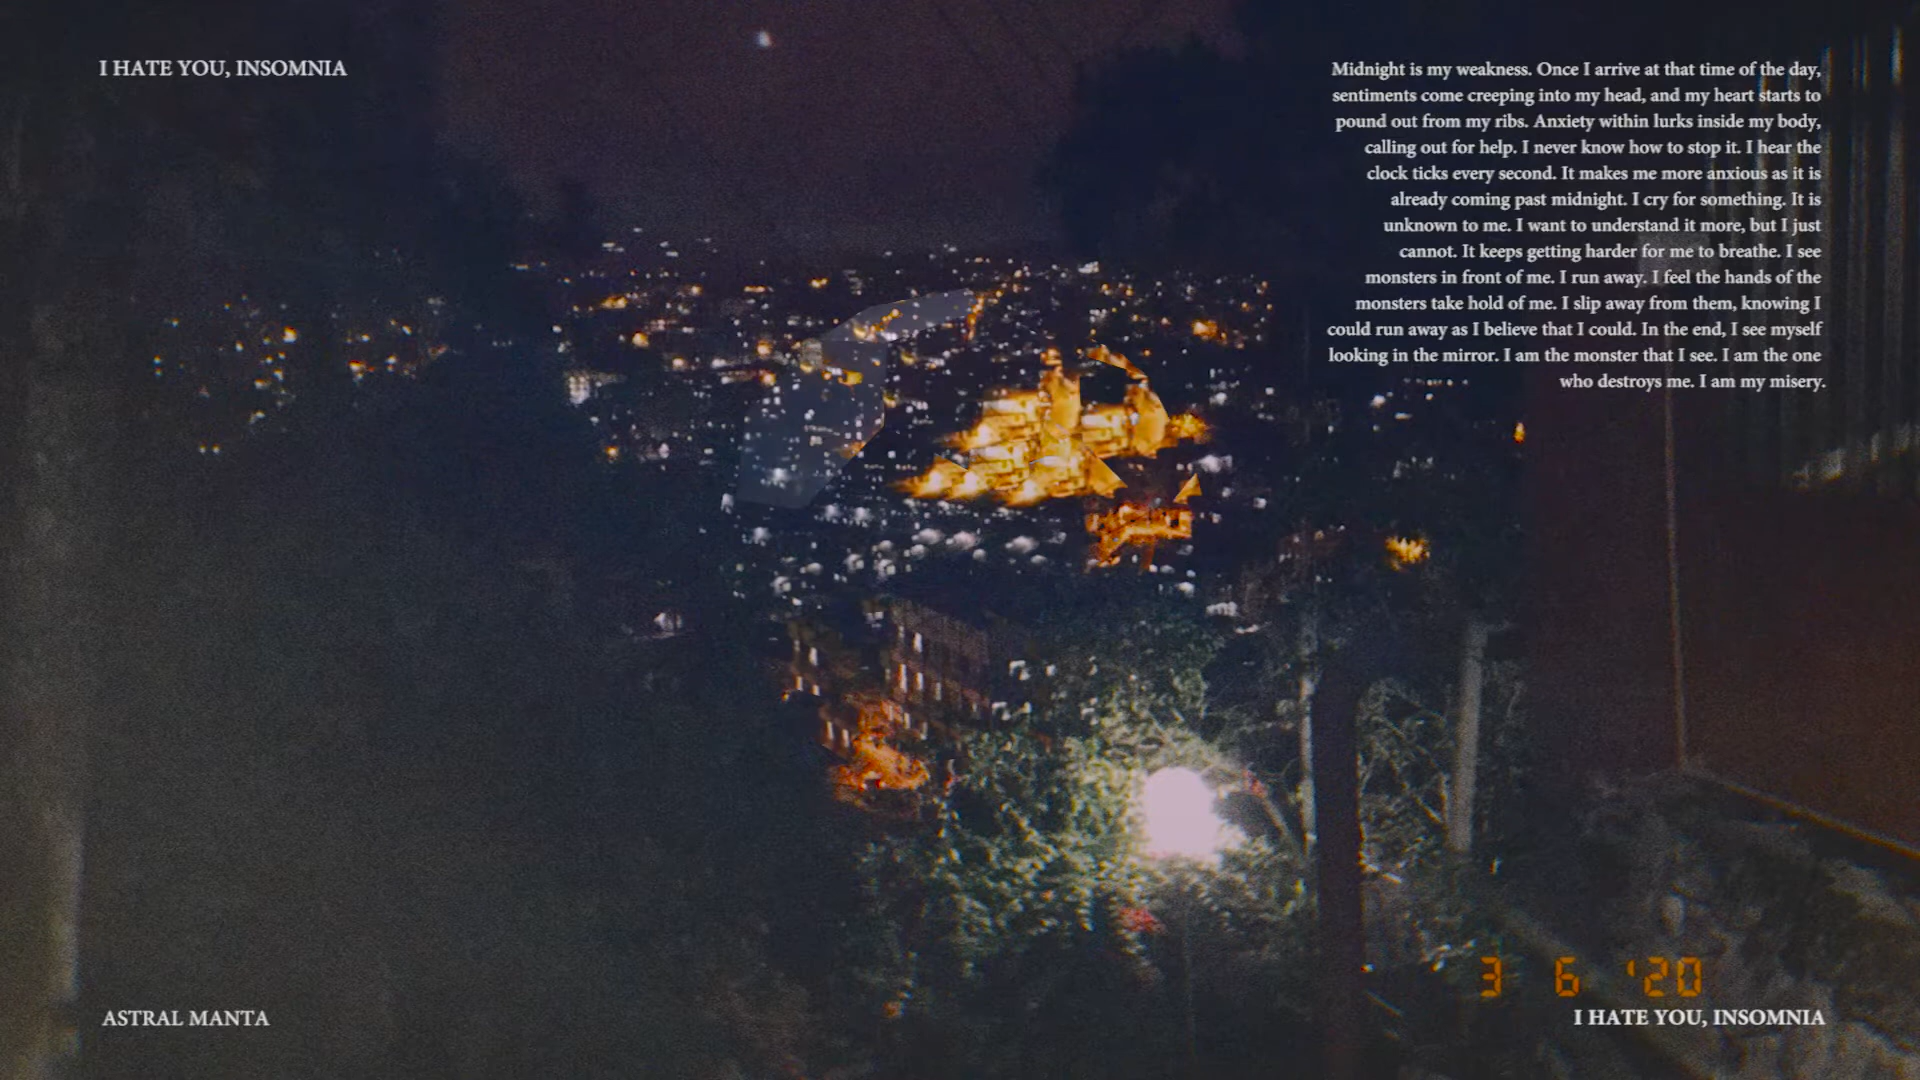 I HATE YOU, INSOMNIA
Midnight is my weakness. Once I arrive at that time of the day,
sentiments come creeping into my head, and my heart starts to
pound out from my ribs. Anxiety within lurks inside my body,
calling out for help. I never know how to stop it. I hear the
clock ticks every second. It makes me more anxious as it is
already coming past midnight. I cry for something. It is
unknown to me. I want to understand it more, but I just
cannot. It keeps getting harder for me to breathe. I see
monsters in front of me. I run away. I feel the hands of the
monsters take hold of me. I slip away from them, knowing I
could run away as I believe that I could. In the end, I see myself
looking in the mirror. I am the monster that I see. I am the one
who destroys me. I am my misery.
3 6 '20
ASTRAL MANTA
I HATE YOU, INSOMNIA